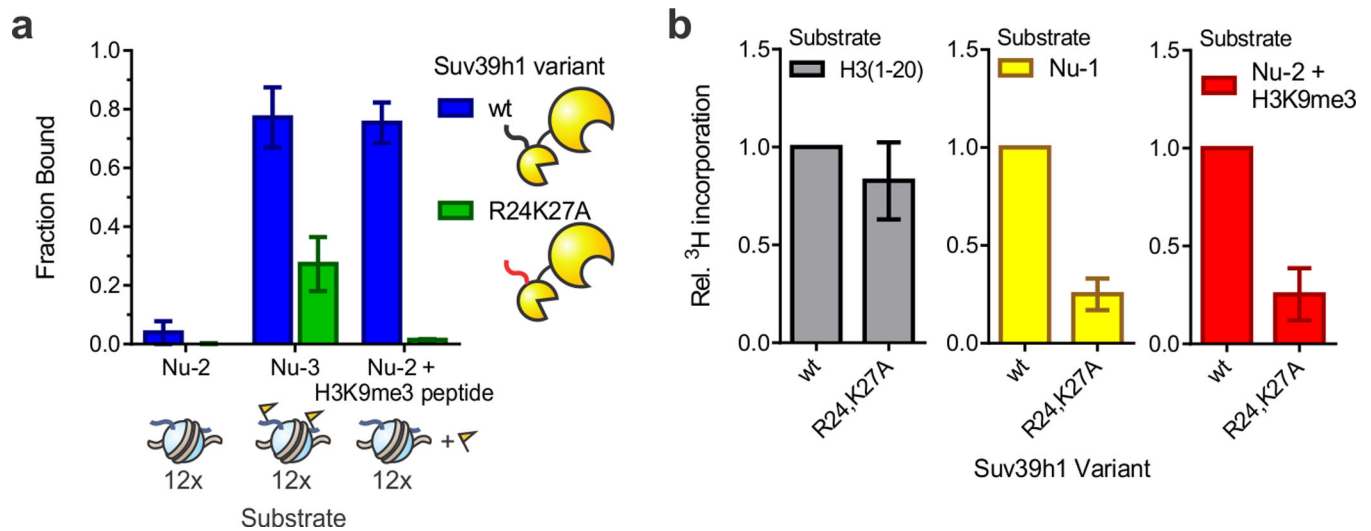 a
1.0
0.8
0.6
0.4
0.2
0.0
Fraction Bound
Suv39h1 variant
wt
R24K27A
Nu-2
Nu-3
Nu-2 +
H3K9me3 peptide
+
12x
12x
12x
Substrate
b
Rel. ³H incorporation
1.5
1.0
0.5
0.0
Substrate
H3(1-20)
wt
R24,K27A
1.5
1.0
0.5
0.0
Substrate
Nu-1
wt
R24,K27A
1.5
1.0
0.5
0.0
Substrate
Nu-2 +
H3K9me3
wt
R24,K27A
Suv39h1 Variant